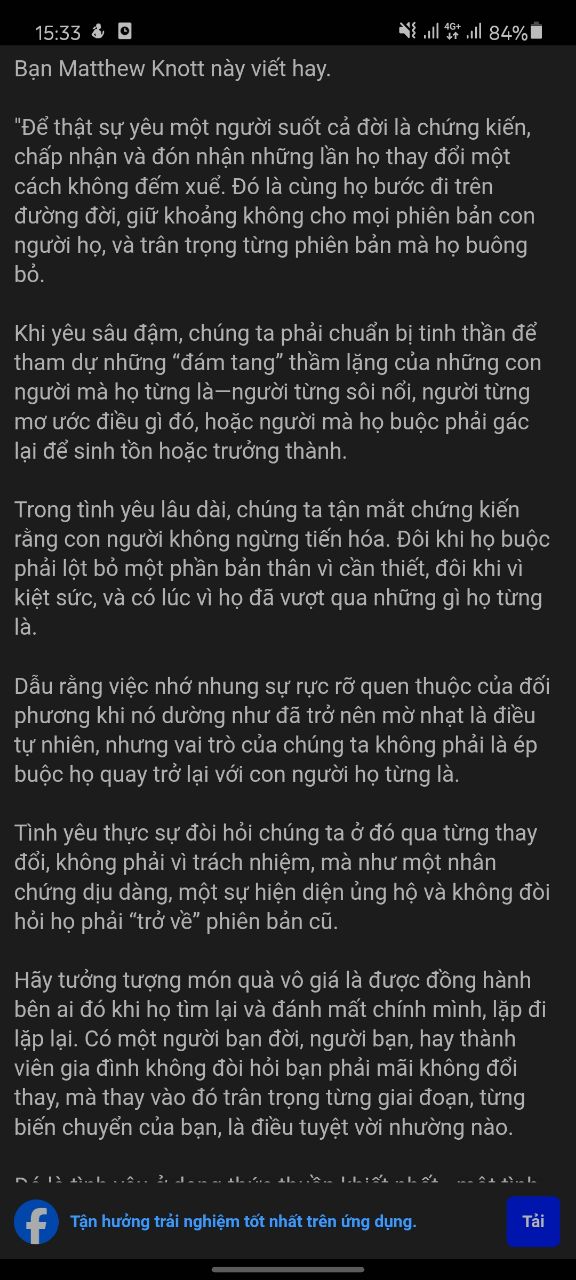 15:33
4G+
84%
Bạn Matthew Knott này viết hay.
"Để thật sự yêu một người suốt cả đời là chứng kiến,
chấp nhận và đón nhận những lần họ thay đổi một
cách không đếm xuể. Đó là cùng họ bước đi trên
đường đời, giữ khoảng không cho mọi phiên bản con
người họ, và trân trọng từng phiên bản mà họ buông
bỏ.
Khi yêu sâu đậm, chúng ta phải chuẩn bị tinh thần để
tham dự những “đám tang” thầm lặng của những con
người mà họ từng là—người từng sôi nổi, người từng
mơ ước điều gì đó, hoặc người mà họ buộc phải gác
lại để sinh tồn hoặc trưởng thành.
Trong tình yêu lâu dài, chúng ta tận mắt chứng kiến
rằng con người không ngừng tiến hóa. Đôi khi họ buộc
phải lột bỏ một phần bản thân vì cần thiết, đôi khi vì
kiệt sức, và có lúc vì họ đã vượt qua những gì họ từng
là.
Dẫu rằng việc nhớ nhung sự rực rỡ quen thuộc của đối
phương khi nó dường như đã trở nên mờ nhạt là điều
tự nhiên, nhưng vai trò của chúng ta không phải là ép
buộc họ quay trở lại với con người họ từng là.
Tình yêu thực sự đòi hỏi chúng ta ở đó qua từng thay
đổi, không phải vì trách nhiệm, mà như một nhân
chứng dịu dàng, một sự hiện diện ủng hộ và không đòi
hỏi họ phải “trở về” phiên bản cũ.
Hãy tưởng tượng món quà vô giá là được đồng hành
bên ai đó khi họ tìm lại và đánh mất chính mình, lặp đi
lặp lại. Có một người bạn đời, người bạn, hay thành
viên gia đình không đòi hỏi bạn phải mãi không đổi
thay, mà thay vào đó trân trọng từng giai đoạn, từng
biến chuyển của bạn, là điều tuyệt vời nhường nào.
Tận hưởng trải nghiệm tốt nhất trên ứng dụng.
Tải